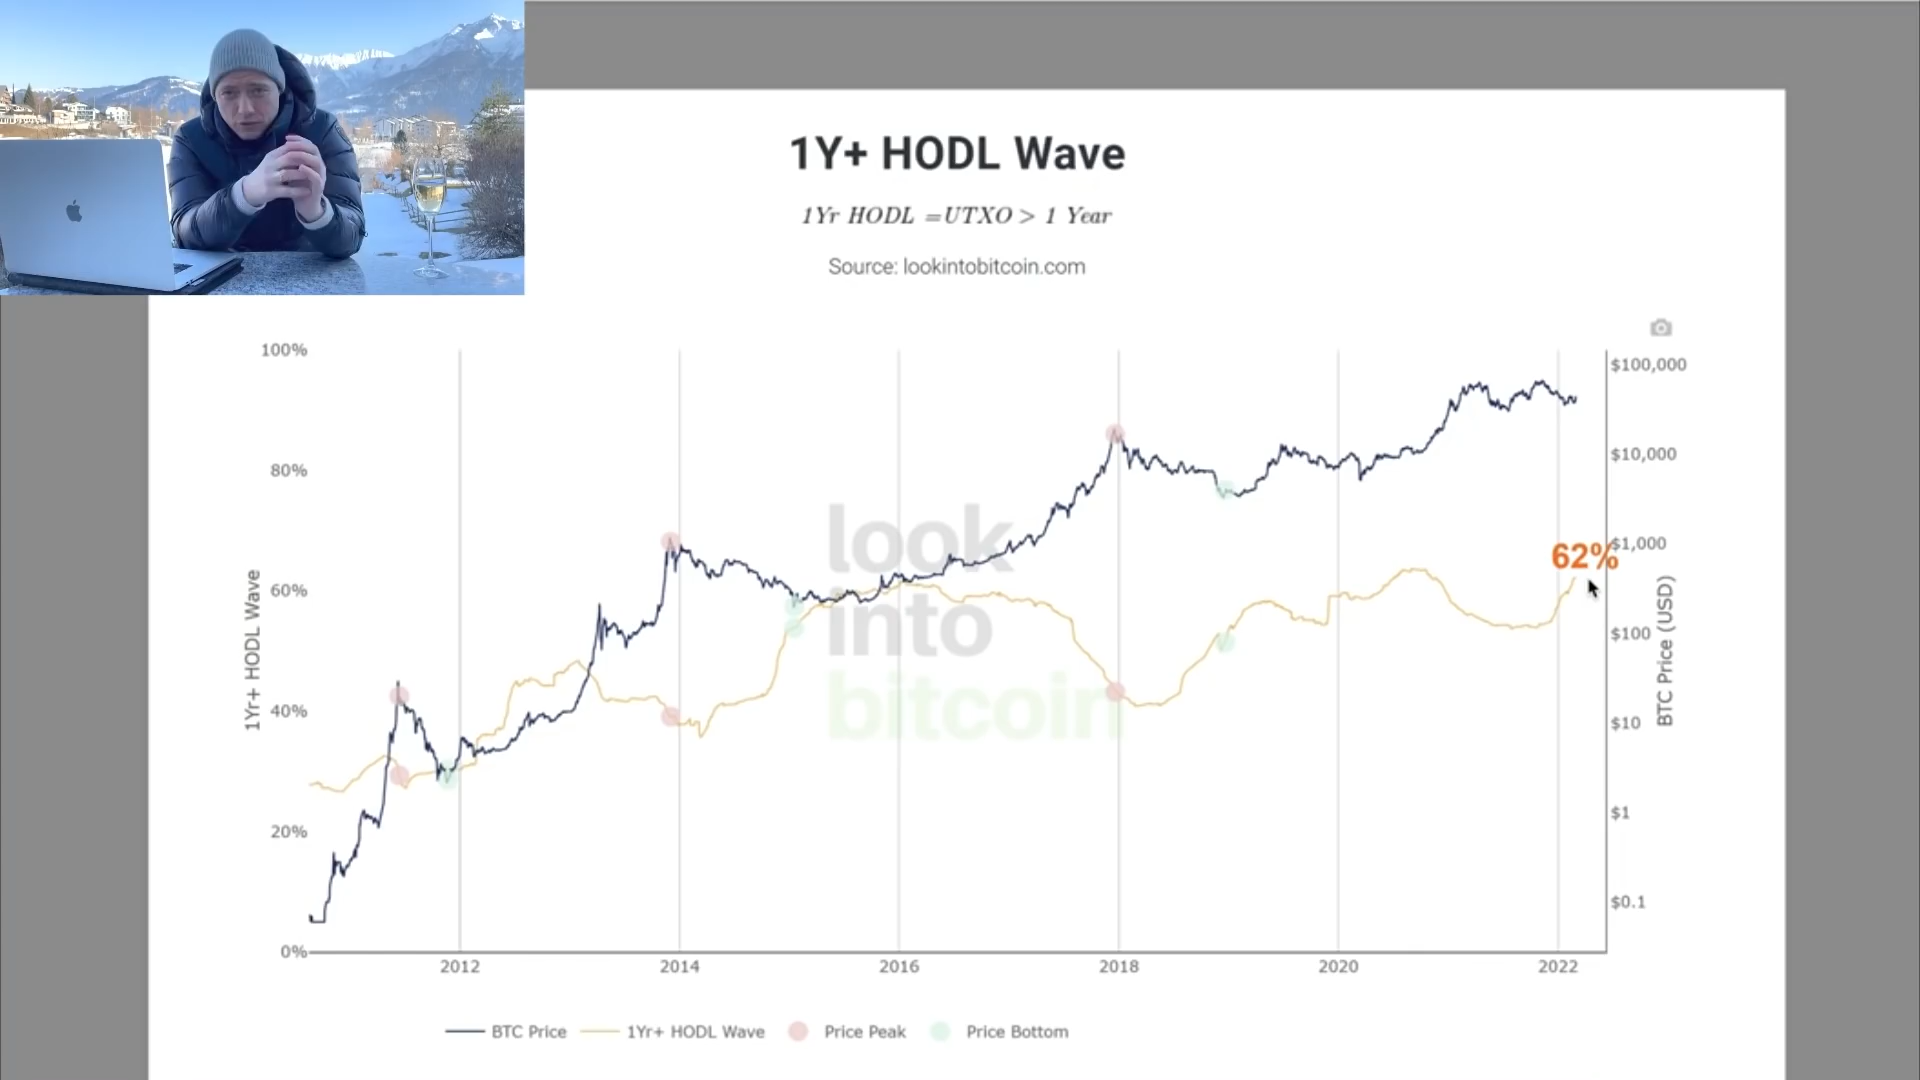 1Y+ HODL Wave
1Yr HODL =UTXO > 1 Year
Source: lookintobitcoin.com
100%
80%
60%
40%
20%
0%
1Yr+ HODL Wave
look
into
bitcoin
62%
$100,000
$10,000
$1,000
$100
$10
$1
$0.1
BTC Price (USD)
2012 2014 2016 2018 2020 2022
BTC Price 1Yr+ HODL Wave Price Peak Price Bottom